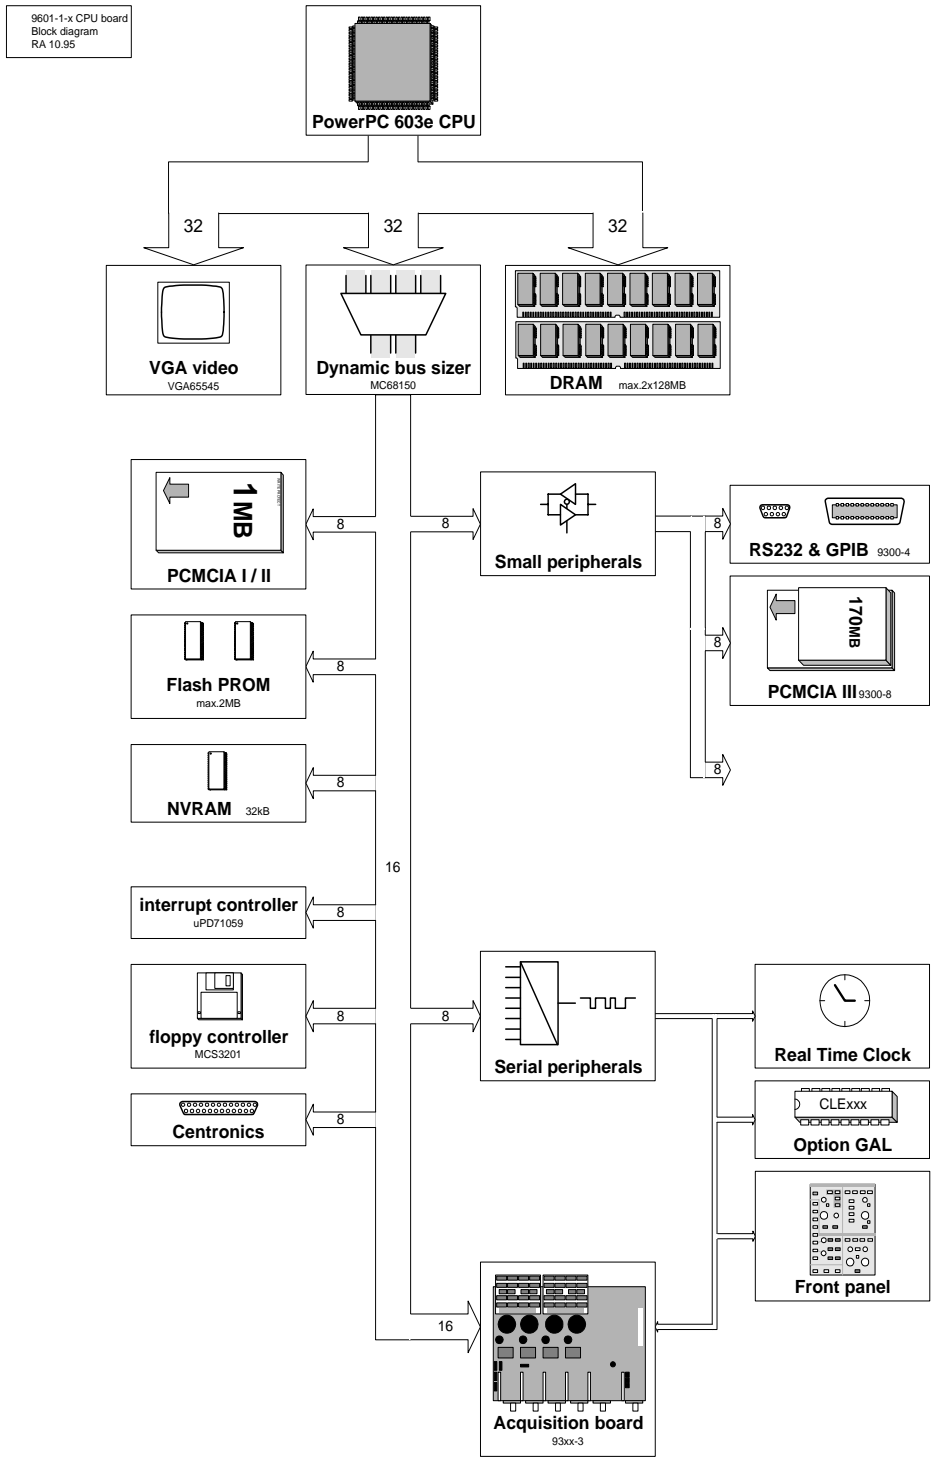 9601-1-x CPU board
Block diagram
RA 10.95
PowerPC 603e CPU
32
32
32
VGA video
VGA65545
Dynamic bus sizer
MC68150
DRAM max.2x128MB
1 MB
PCMCIA I / II
8
8
Small peripherals
8
RS232 & GPIB 9300-4
170MB
8
PCMCIA III 9300-8
Flash PROM
max.2MB
8
8
NVRAM 32kB
8
16
interrupt controller
uPD71059
8
floppy controller
MCS3201
8
8
Serial peripherals
Real Time Clock
Centronics
8
CLExxx
Option GAL
Front panel
16
Acquisition board
93xx-3